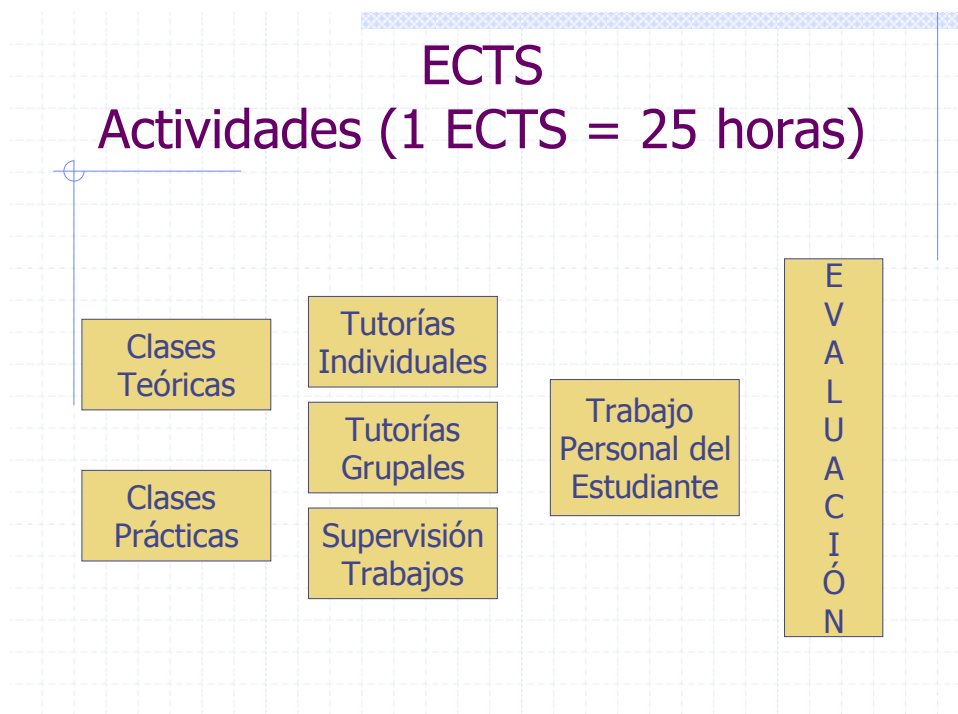 ECTS
Actividades (1 ECTS = 25 horas)
Clases
Teóricas
Clases
Prácticas
Tutorías
Individuales
Tutorías
Grupales
Supervisión
Trabajos
Trabajo
Personal del
Estudiante
E
V
A
L
U
A
C
I
Ó
N